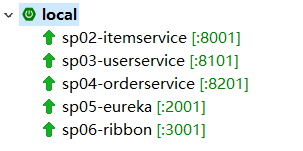 local
sp02-itemservice [:8001]
sp03-userservice [:8101]
sp04-orderservice [:8201]
sp05-eureka [:2001]
sp06-ribbon [:3001]